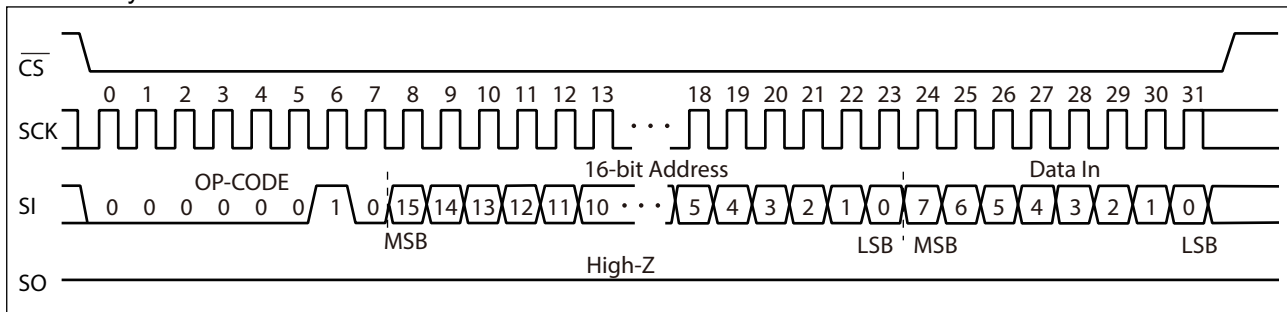 CS
0 1 2 3 4 5 6 7 8 9 10 11 12 13 18 19 20 21 22 23 24 25 26 27 28 29 30 31
SCK ···
OP-CODE 16-bit Address Data In
SI 0 0 0 0 0 0 1 0 15 14 13 12 11 10 ··· 5 4 3 2 1 0 7 6 5 4 3 2 1 0
MSB LSB MSB LSB
High-Z
SO